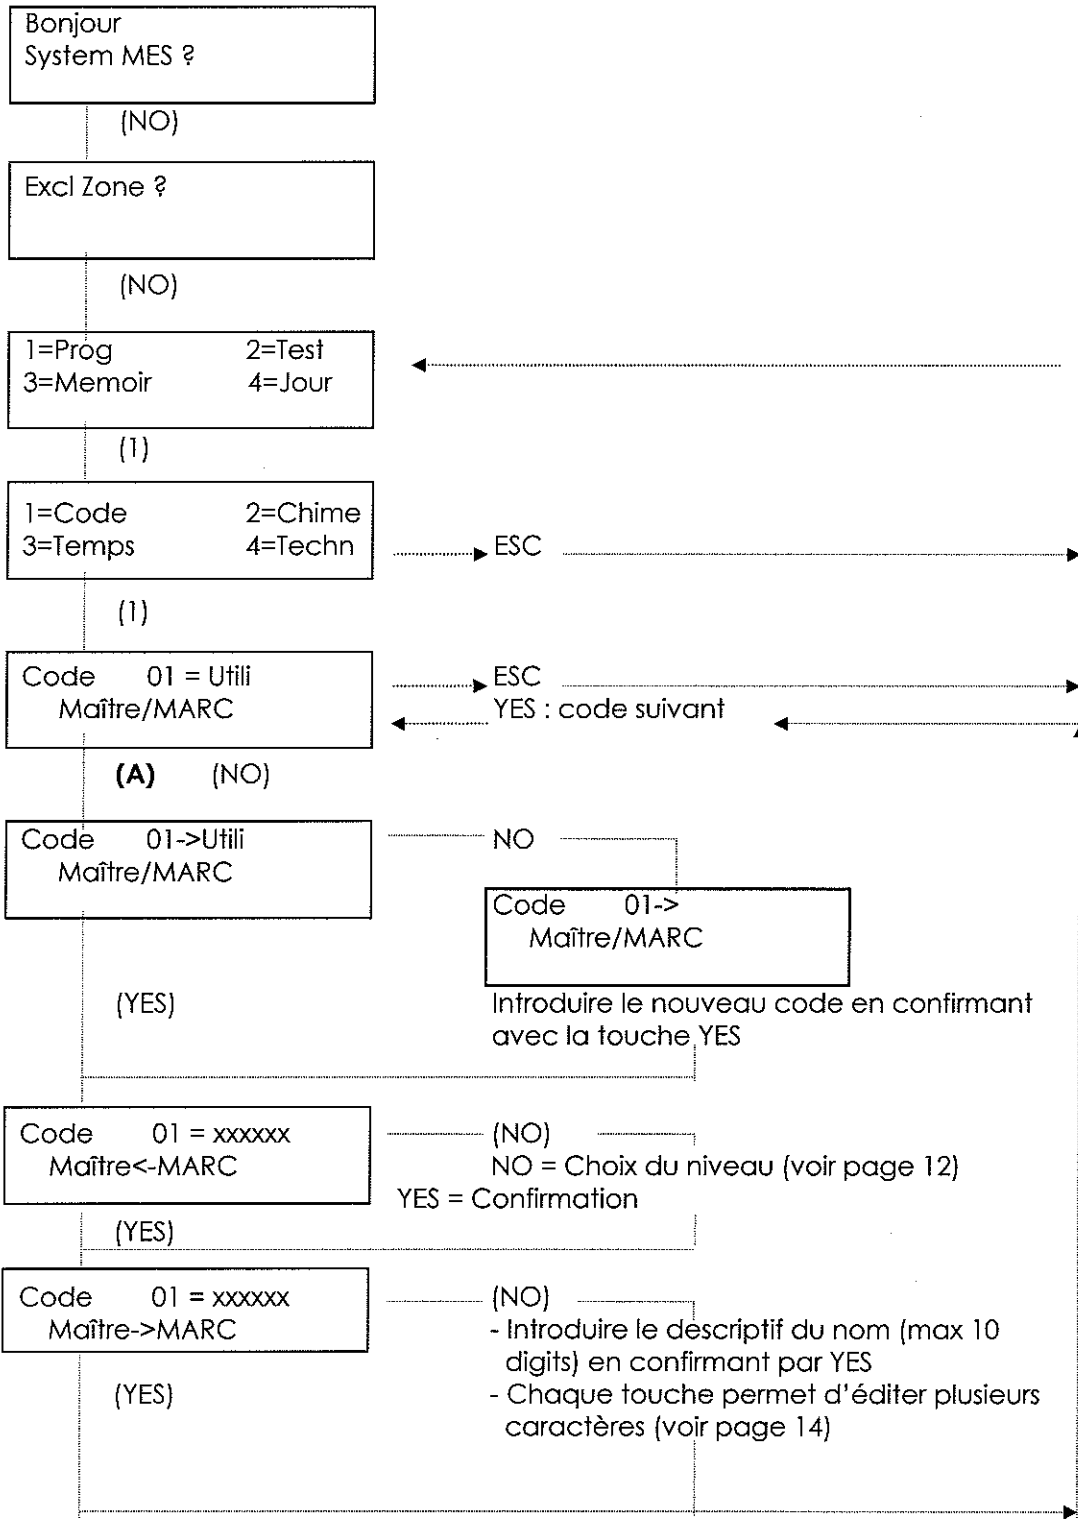 Bonjour
System MES ?
(NO)
Excl Zone ?
(NO)
1=Prog 2=Test
3=Memoir 4=Jour
(1)
1=Code 2=Chime
3=Temps 4=Techn
ESC
(1)
Code 01 = Utili
Maître/MARC
ESC
YES : code suivant
(A) (NO)
Code 01->Utili
Maître/MARC
NO
Code 01->
Maître/MARC
(YES)
Introduire le nouveau code en confirmant
avec la touche YES
Code 01 = xxxxxx
Maître<-MARC
(NO)
NO = Choix du niveau (voir page 12)
YES = Confirmation
(YES)
Code 01 = xxxxxx
Maître->MARC
(NO)
- Introduire le descriptif du nom (max 10
digits) en confirmant par YES
- Chaque touche permet d'éditer plusieurs
caractères (voir page 14)
(YES)